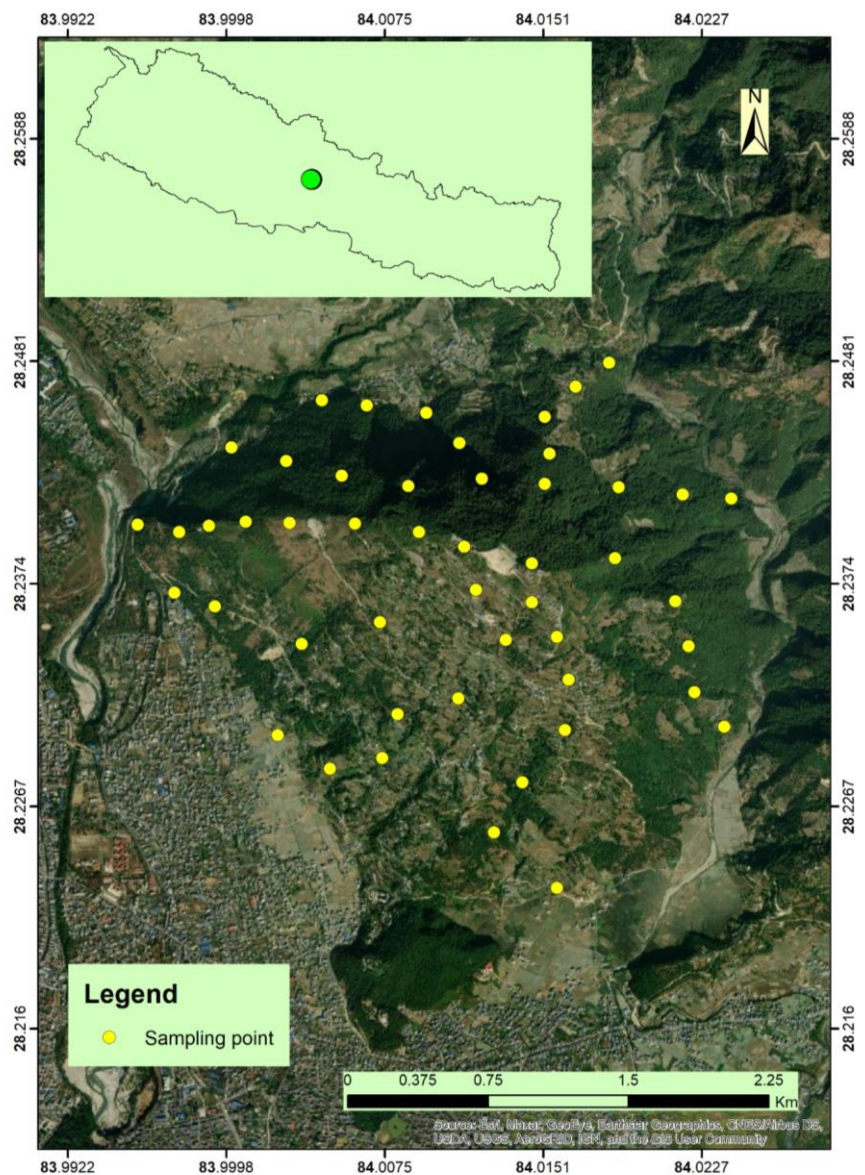 83.9922 83.9998 84.0075 84.0151 84.0227
N
28.2588 28.2588
28.2481 28.2481
28.2374 28.2374
28.2267 28.2267
28.216 28.216
Legend
Sampling point
0 0.375 0.75 1.5 2.25
Km
Source: Esri, Maxar, GeoEye, Earthstar Geographics, CNES/Airbus DS,
USDA, USGS, AeroGRID, IGN, and the GIS User Community
83.9922 83.9998 84.0075 84.0151 84.0227